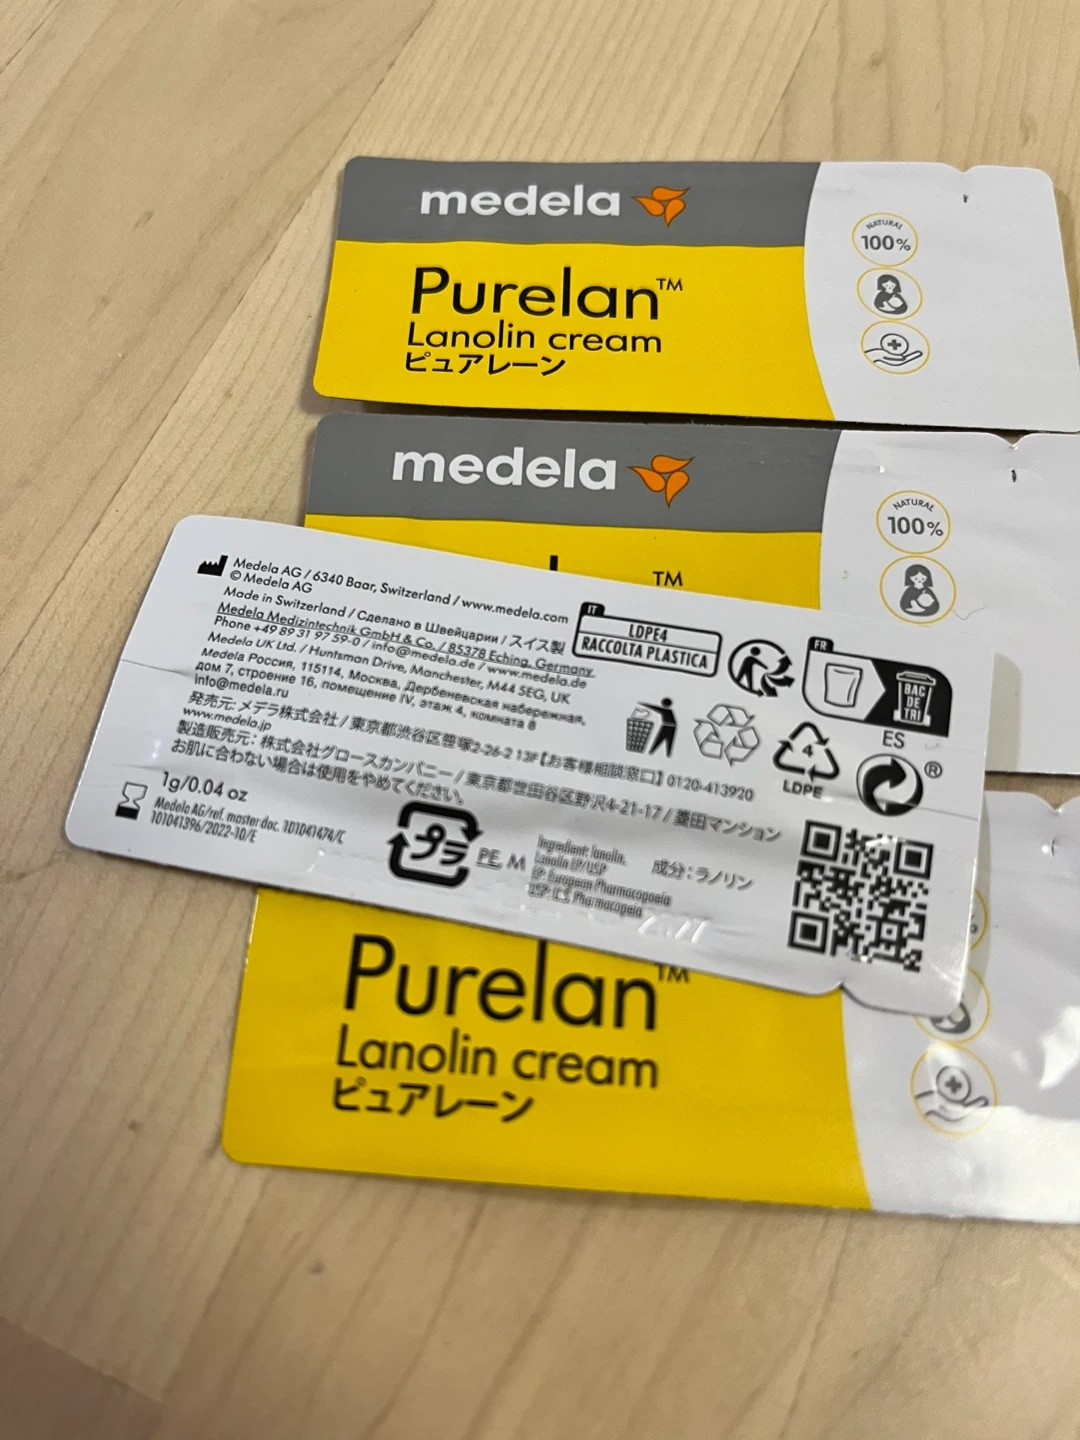 medela
NATURAL
100%
Purelan™
Lanolin cream
ピュアレーン
medela
NATURAL
100%
TM
Medela AG / 6340 Baar, Switzerland / www.medela.com
© Medela AG
Made in Switzerland / Сделано в Швейцарии / スイス製
Medela Medizintechnik GmbH & Co. / 85378 Eching, Germany
Phone +49 89 31 97 59-0 / info@medela.de / www.medela.de
Medela UK Ltd. / Huntsman Drive, Manchester, M44 5EG, UK
Medela Россия, 115114, Москва, Дербеневская набережная,
дом 7, строение 16, помещение IV, этаж 4, комната 8
info@medela.ru
発売元: メデラ株式会社 / 東京都渋谷区笹塚2-26-2 13F【お客様相談窓口】0120-413920
www.medela.jp
製造販売元: 株式会社グロースカンパニー / 東京都世田谷区野沢4-21-17 / 菱田マンション
お肌に合わない場合は使用をやめてください。
IT
LDPE4
RACCOLTA PLASTICA
FR
BAC
DE
TRI
ES
4
LDPE
®
1g/0.04 oz
Medela AG/ref. master doc. 101041474/C
101041396/2022-10/E
プラ
PE, M
Ingredient: lanolin.
Lanolin EP/USP
EP: European Pharmacopoeia
USP: U.S. Pharmacopeia
成分: ラノリン
Purelan™
Lanolin cream
ピュアレーン